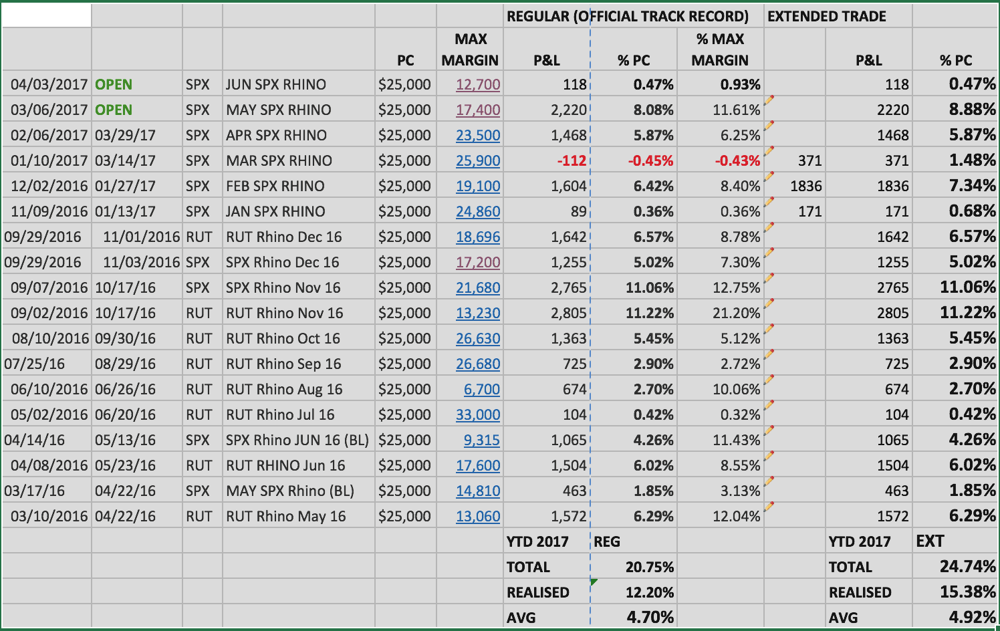 REGULAR (OFFICIAL TRACK RECORD) EXTENDED TRADE
MAX % MAX
PC MARGIN P&L % PC MARGIN P&L % PC
04/03/2017 OPEN SPX JUN SPX RHINO $25,000 12,700 118 0.47% 0.93% 118 0.47%
03/06/2017 OPEN SPX MAY SPX RHINO $25,000 17,400 2,220 8.08% 11.61% 2220 8.88%
02/06/2017 03/29/17 SPX APR SPX RHINO $25,000 23,500 1,468 5.87% 6.25% 1468 5.87%
01/10/2017 03/14/17 SPX MAR SPX RHINO $25,000 25,900 -112 -0.45% -0.43% 371 371 1.48%
12/02/2016 01/27/17 SPX FEB SPX RHINO $25,000 19,100 1,604 6.42% 8.40% 1836 1836 7.34%
11/09/2016 01/13/17 SPX JAN SPX RHINO $25,000 24,860 89 0.36% 0.36% 171 171 0.68%
09/29/2016 11/01/2016 RUT RUT Rhino Dec 16 $25,000 18,696 1,642 6.57% 8.78% 1642 6.57%
09/29/2016 11/03/2016 SPX SPX Rhino Dec 16 $25,000 17,200 1,255 5.02% 7.30% 1255 5.02%
09/07/2016 10/17/16 SPX SPX Rhino Nov 16 $25,000 21,680 2,765 11.06% 12.75% 2765 11.06%
09/02/2016 10/17/16 RUT RUT Rhino Nov 16 $25,000 13,230 2,805 11.22% 21.20% 2805 11.22%
08/10/2016 09/30/16 RUT RUT Rhino Oct 16 $25,000 26,630 1,363 5.45% 5.12% 1363 5.45%
07/25/16 08/29/16 RUT RUT Rhino Sep 16 $25,000 26,680 725 2.90% 2.72% 725 2.90%
06/10/2016 06/26/16 RUT RUT Rhino Aug 16 $25,000 6,700 674 2.70% 10.06% 674 2.70%
05/02/2016 06/20/16 RUT RUT Rhino Jul 16 $25,000 33,000 104 0.42% 0.32% 104 0.42%
04/14/16 05/13/16 SPX SPX Rhino JUN 16 (BL) $25,000 9,315 1,065 4.26% 11.43% 1065 4.26%
04/08/2016 05/23/16 RUT RUT RHINO Jun 16 $25,000 17,600 1,504 6.02% 8.55% 1504 6.02%
03/17/16 04/22/16 SPX MAY SPX Rhino (BL) $25,000 14,810 463 1.85% 3.13% 463 1.85%
03/10/2016 04/22/16 RUT RUT Rhino May 16 $25,000 13,060 1,572 6.29% 12.04% 1572 6.29%
YTD 2017 REG YTD 2017 EXT
TOTAL 20.75% TOTAL 24.74%
REALISED 12.20% REALISED 15.38%
AVG 4.70% AVG 4.92%